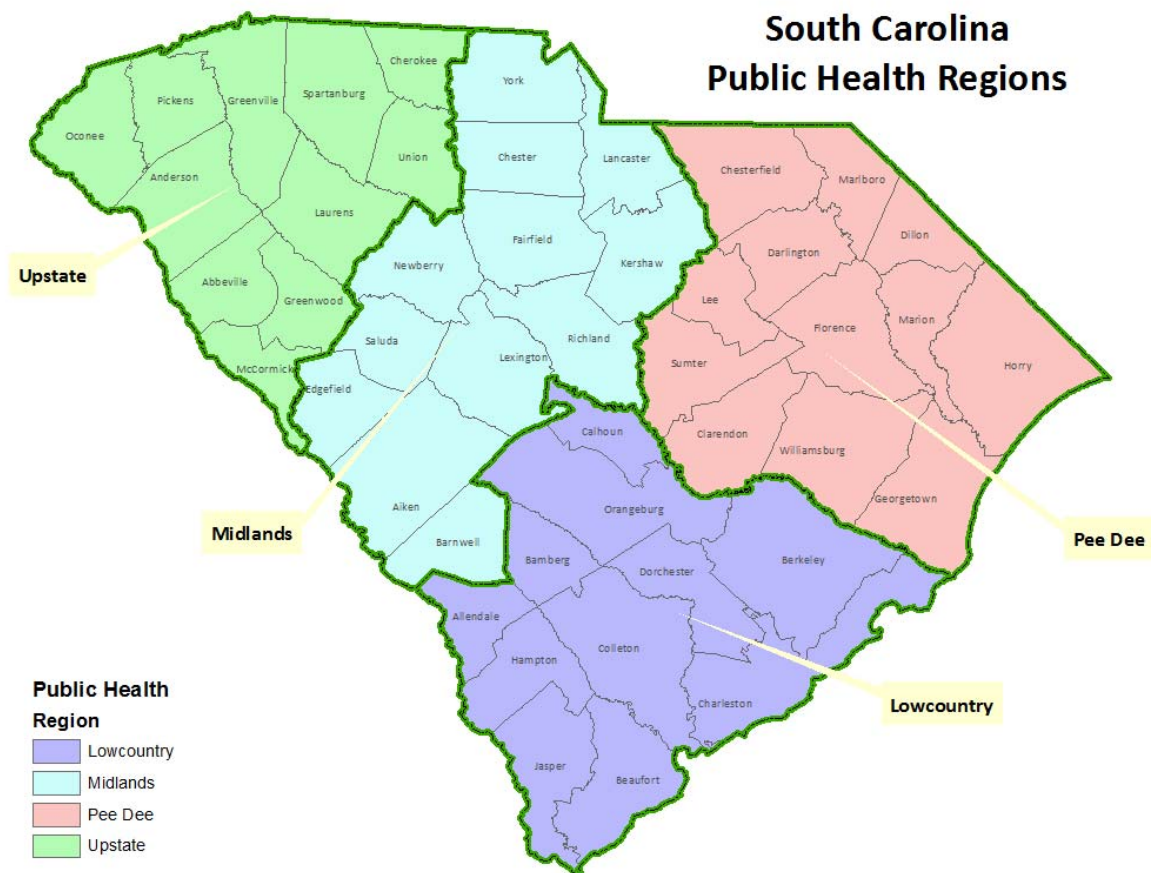 South Carolina
Public Health Regions
Cherokee
York
Spartanburg
Greenville
Pickens
Oconee
Chester
Lancaster
Union
Anderson
Chesterfield
Marlboro
Laurens
Dillon
Fairfield
Darlington
Kershaw
Newberry
Upstate
Abbeville
Greenwood
Lee
Marion
Florence
Richland
Saluda
Lexington
Sumter
Horry
McCormick
Edgefield
Calhoun
Clarendon
Williamsburg
Georgetown
Aiken
Orangeburg
Midlands
Barnwell
Pee Dee
Bamberg
Berkeley
Dorchester
Allendale
Colleton
Hampton
Charleston
Lowcountry
Jasper
Beaufort
Public Health
Region
Lowcountry
Midlands
Pee Dee
Upstate